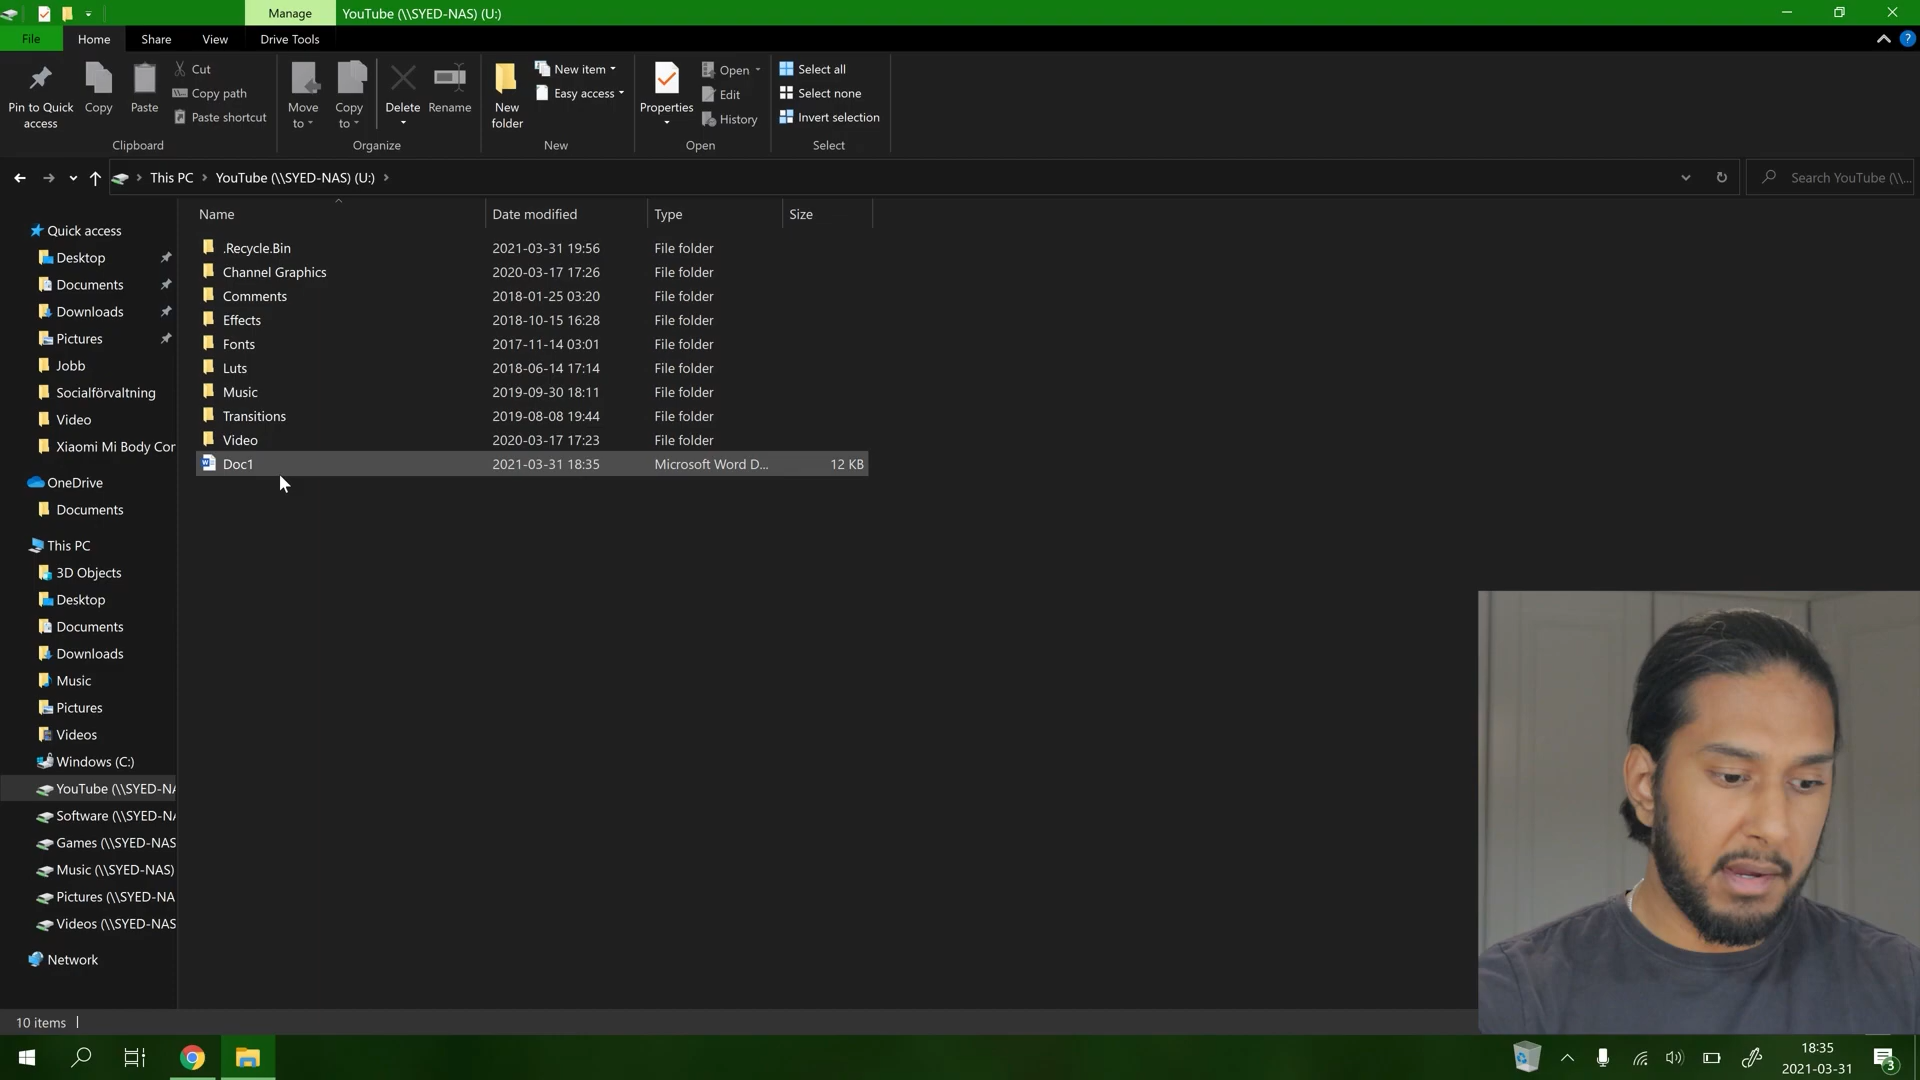 Manage YouTube (\\SYED-NAS) (U:)
File Home Share View Drive Tools
Pin to Quick access
Copy
Paste
Cut
Copy path
Paste shortcut
Clipboard
Move to
Copy to
Delete
Rename
Organize
New folder
New item
Easy access
New
Properties
Open
Edit
History
Open
Select all
Select none
Invert selection
Select
This PC YouTube (\\SYED-NAS) (U:)
Search YouTube (\\...
Name Date modified Type Size
.Recycle.Bin 2021-03-31 19:56 File folder
Channel Graphics 2020-03-17 17:26 File folder
Comments 2018-01-25 03:20 File folder
Effects 2018-10-15 16:28 File folder
Fonts 2017-11-14 03:01 File folder
Luts 2018-06-14 17:14 File folder
Music 2019-09-30 18:11 File folder
Transitions 2019-08-08 19:44 File folder
Video 2020-03-17 17:23 File folder
Doc1 2021-03-31 18:35 Microsoft Word D... 12 KB
Quick access
Desktop
Documents
Downloads
Pictures
Jobb
Socialförvaltning
Video
Xiaomi Mi Body Cor
OneDrive
Documents
This PC
3D Objects
Desktop
Documents
Downloads
Music
Pictures
Videos
Windows (C:)
YouTube (\\SYED-NA
Software (\\SYED-NA
Games (\\SYED-NAS
Music (\\SYED-NAS)
Pictures (\\SYED-NA
Videos (\\SYED-NAS
Network
10 items
18:35
2021-03-31
3